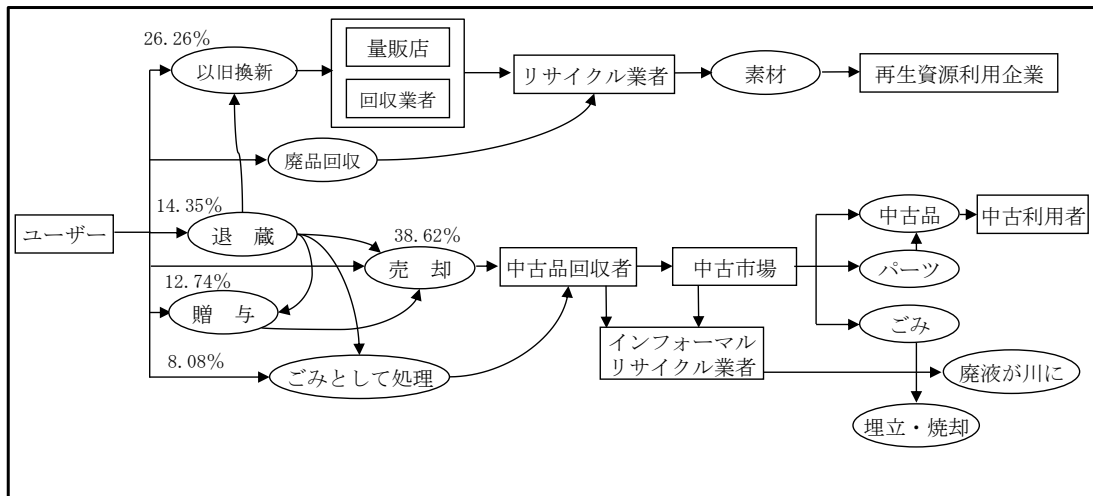 26.26%
以旧換新
量販店
回収業者
リサイクル業者
素材
再生資源利用企業
廃品回収
14.35%
ユーザー
退 蔵
38.62%
売 却
中古品回収者
中古市場
中古品
中古利用者
パーツ
12.74%
贈 与
ごみ
8.08%
ごみとして処理
インフォーマル
リサイクル業者
廃液が川に
埋立・焼却